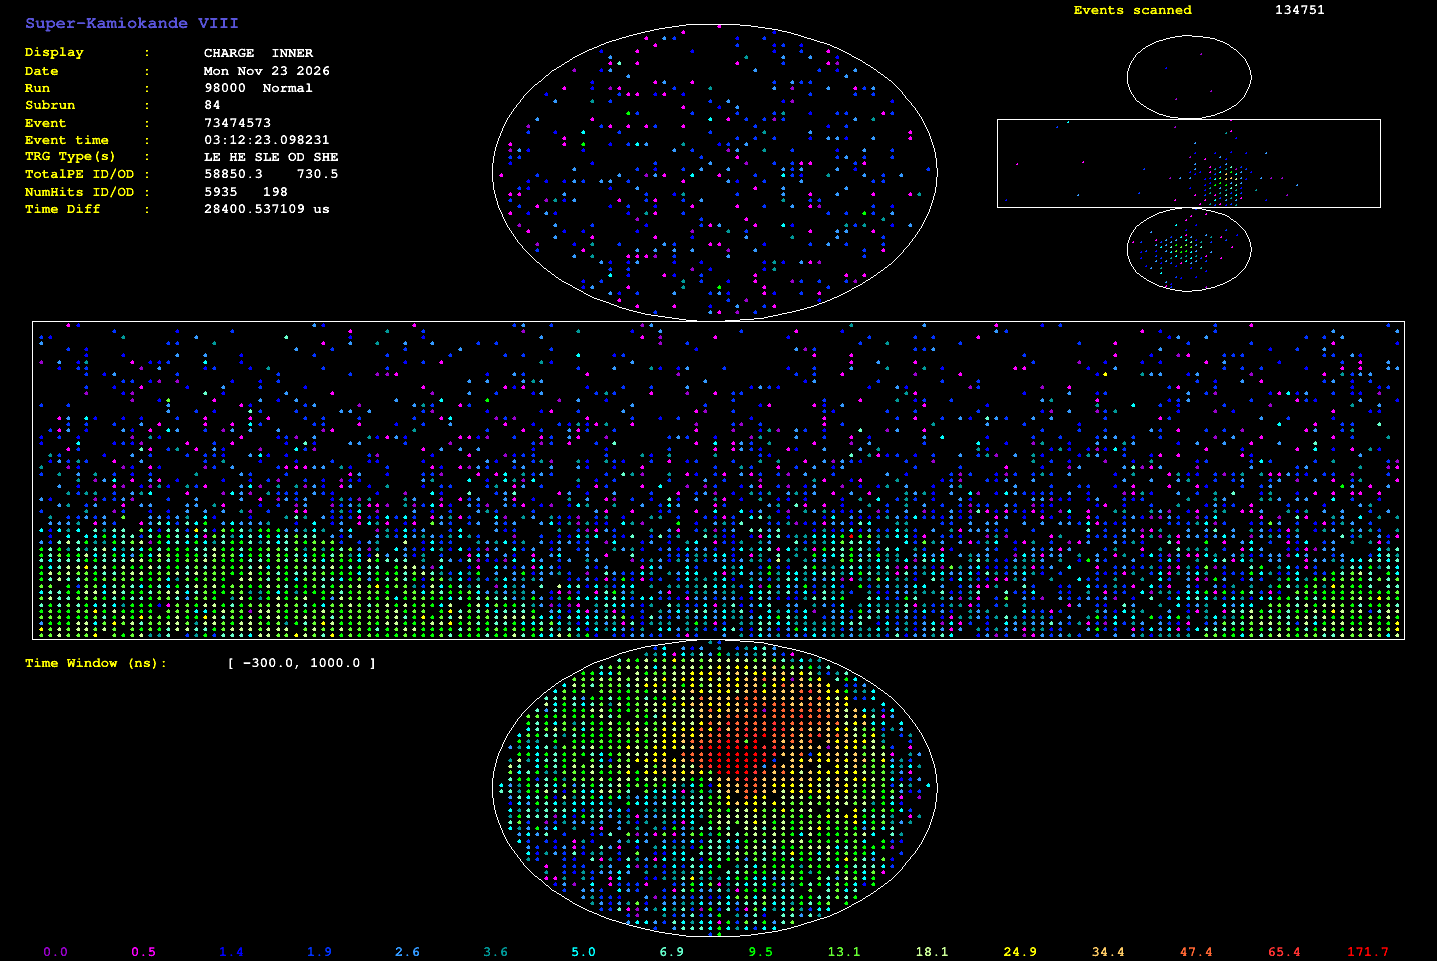 Super-Kamiokande VIII
Display : CHARGE INNER
Date : Mon Nov 23 2026
Run : 98000 Normal
Subrun : 84
Event : 73474573
Event time : 03:12:23.098231
TRG Type(s) : LE HE SLE OD SHE
TotalPE ID/OD : 58850.3 730.5
NumHits ID/OD : 5935 198
Time Diff : 28400.537109 us
Events scanned 134751
Time Window (ns): [ -300.0, 1000.0 ]
0.0 0.5 1.4 1.9 2.6 3.6 5.0 6.9 9.5 13.1 18.1 24.9 34.4 47.4 65.4 171.7